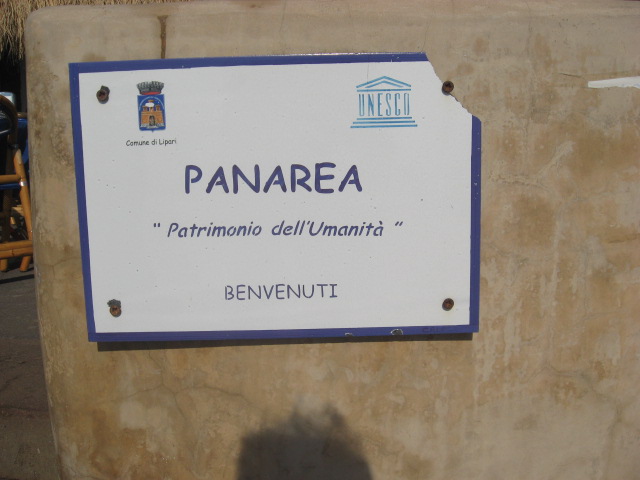 Comune di Lipari
UNESCO
PANAREA
" Patrimonio dell'Umanità "
BENVENUTI